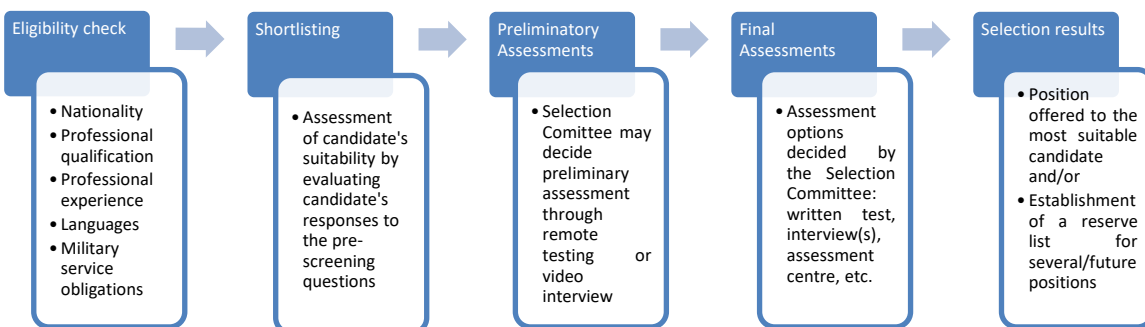 Eligibility check
• Nationality
• Professional
qualification
• Professional
experience
• Languages
• Military
service
obligations
Shortlisting
• Assessment
of candidate's
suitability by
evaluating
candidate's
responses to
the pre-
screening
questions
Prelimin­atory
Assessments
• Selection
Comittee may
decide
preliminary
assessment
through
remote
testing or
video
interview
Final
Assessments
• Assessment
options
decided by
the Selection
Committee:
written test,
interview(s),
assessment
centre, etc.
Selection results
• Position
offered to the
most suitable
candidate
and/or
• Establishment
of a reserve
list for
several/future
positions